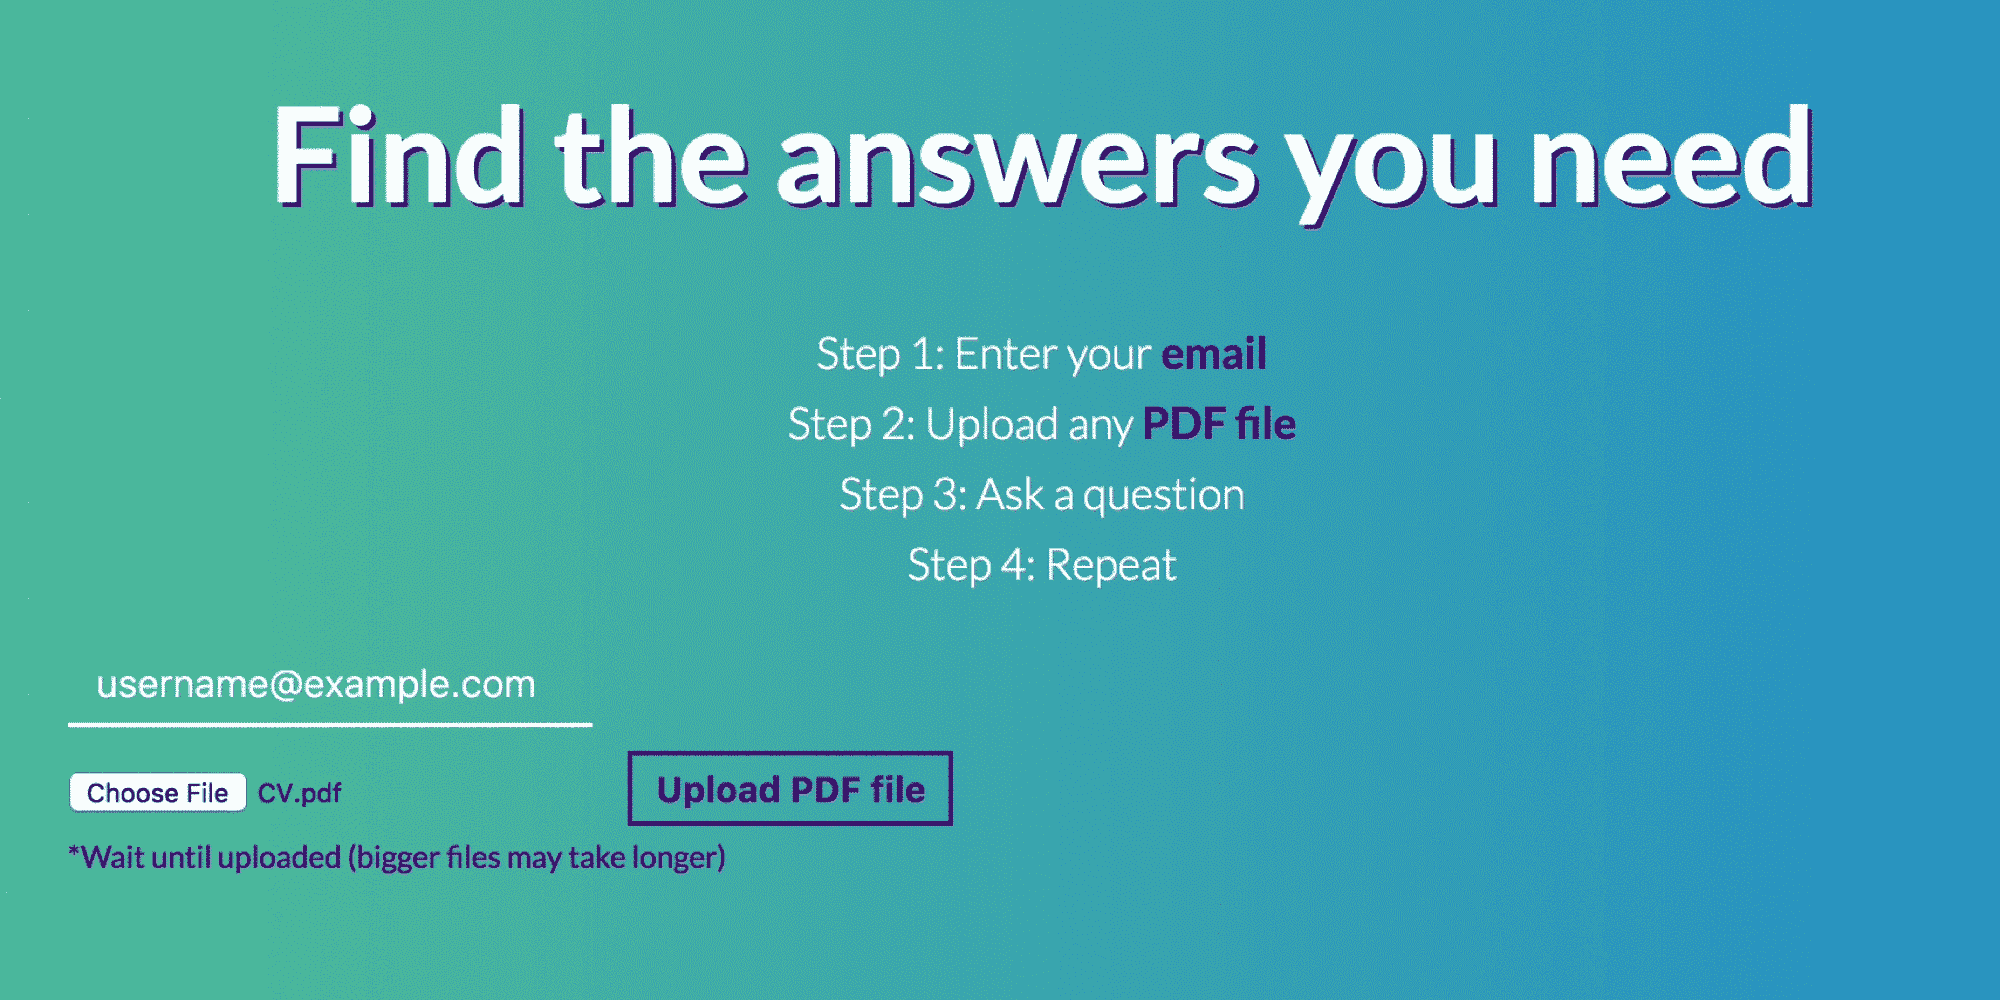 Find the answers you need
Step 1: Enter your email
Step 2: Upload any PDF file
Step 3: Ask a question
Step 4: Repeat
username@example.com
Choose File CV.pdf
Upload PDF file
*Wait until uploaded (bigger files may take longer)